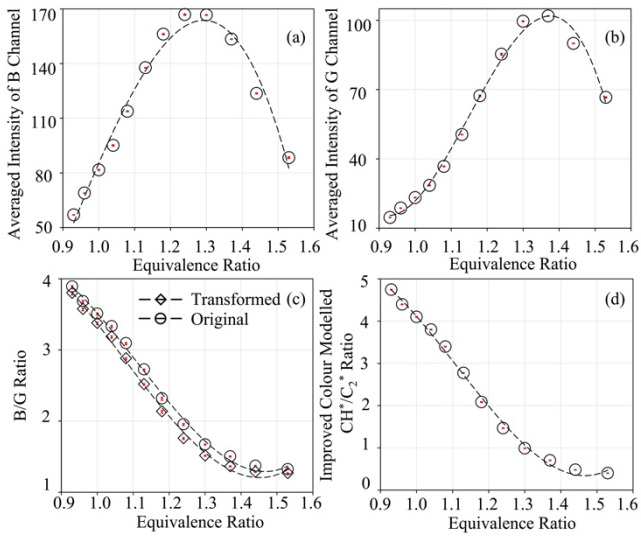 Averaged Intensity of B Channel
170
140
110
80
50
(a)
0.9 1.0 1.1 1.2 1.3 1.4 1.5 1.6
Equivalence Ratio
Averaged Intensity of G Channel
100
70
40
10
(b)
0.9 1.0 1.1 1.2 1.3 1.4 1.5 1.6
Equivalence Ratio
B/G Ratio
4
3
2
1
Transformed (c)
Original
0.9 1.0 1.1 1.2 1.3 1.4 1.5 1.6
Equivalence Ratio
Improved Colour Modelled
CH*/C2* Ratio
5
4
3
2
1
0
(d)
0.9 1.0 1.1 1.2 1.3 1.4 1.5 1.6
Equivalence Ratio